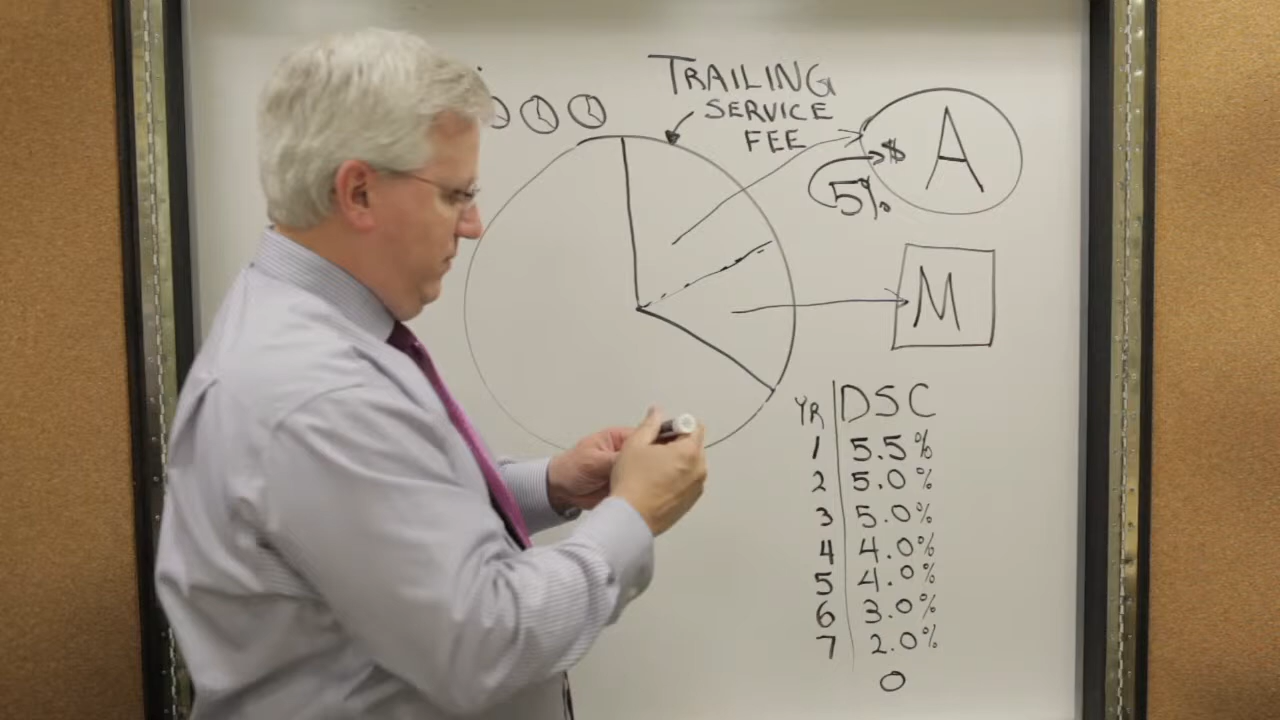 TRAILING
SERVICE
FEE
A
$
5%
M
YR DSC
1 5.5%
2 5.0%
3 5.0%
4 4.0%
5 4.0%
6 3.0%
7 2.0%
0